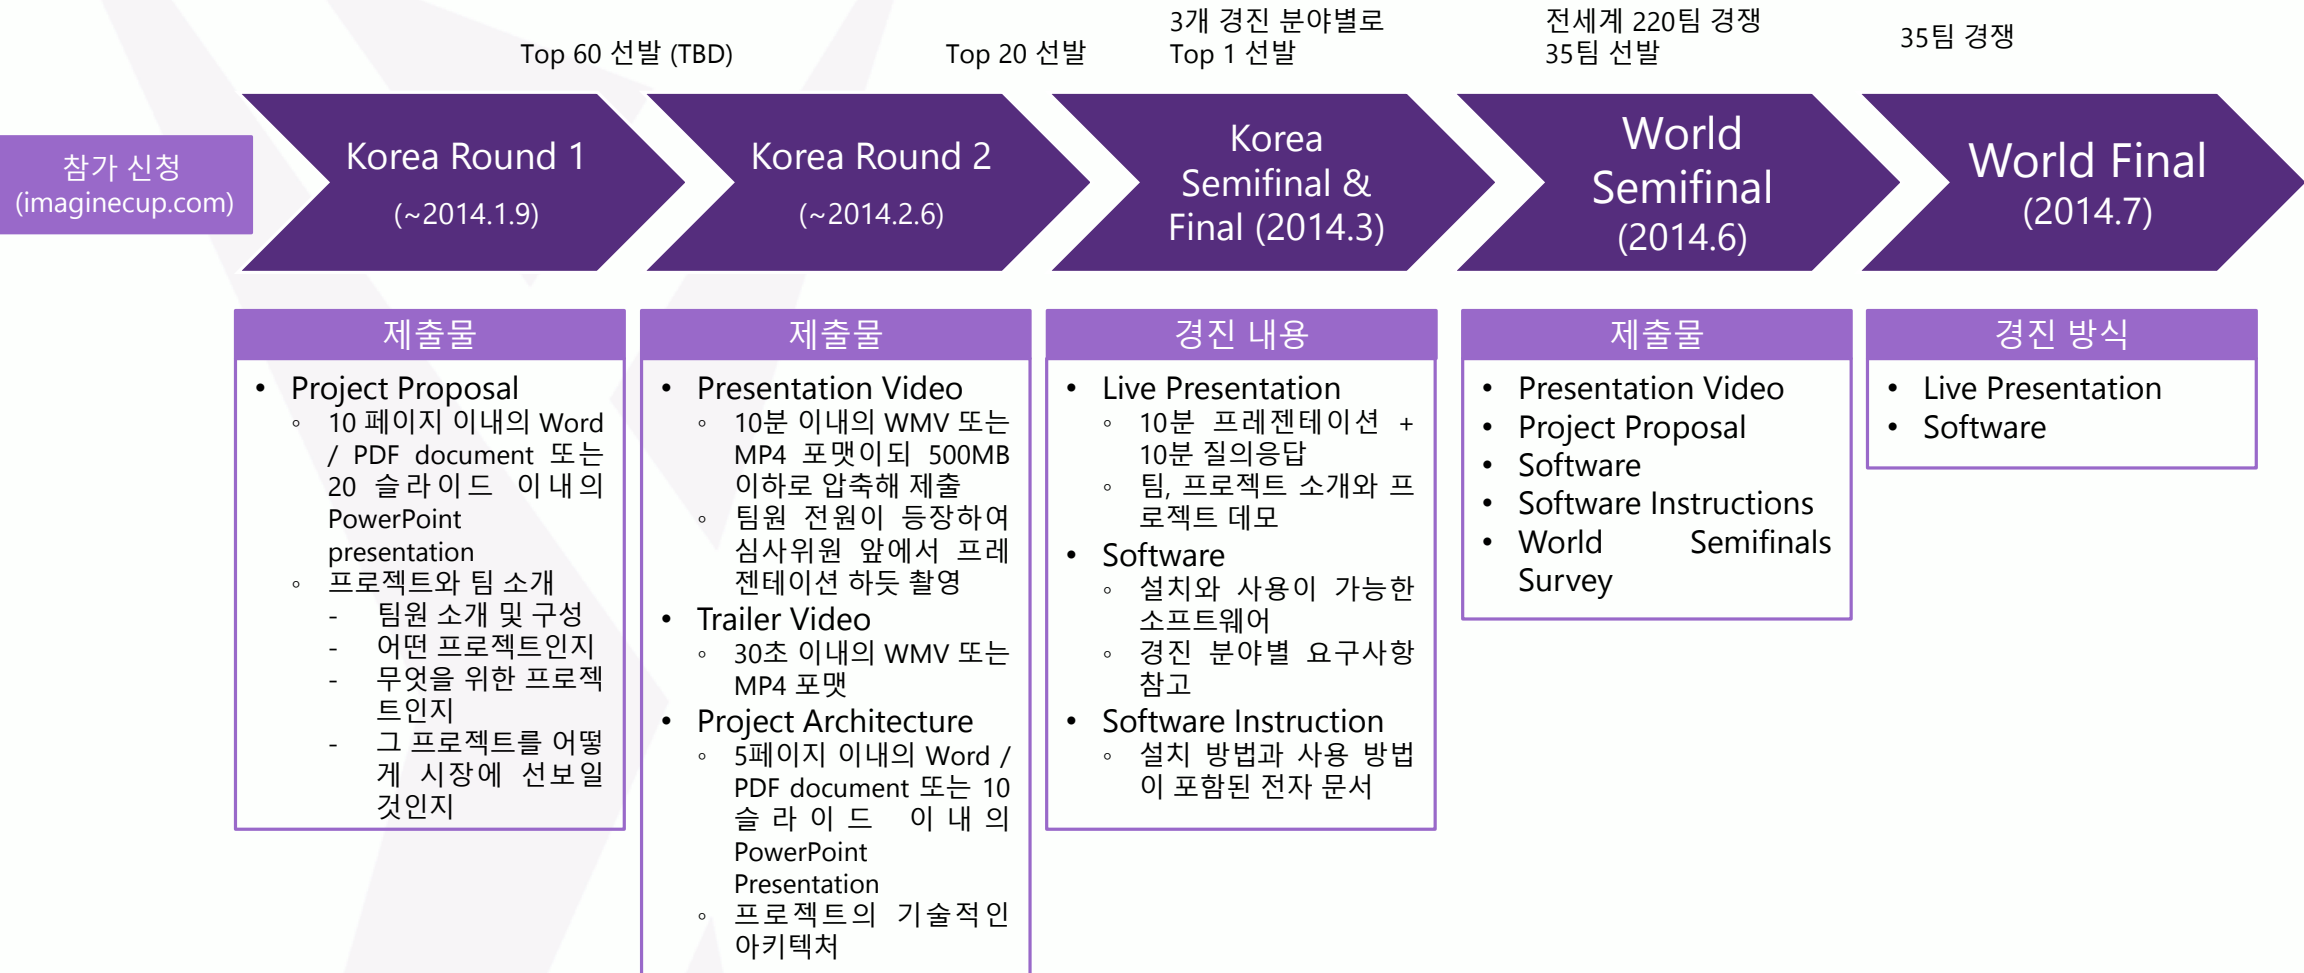 Top 60 선발 (TBD)
Top 20 선발
3개 경진 분야별로
Top 1 선발
전세계 220팀 경쟁
35팀 선발
35팀 경쟁
참가 신청
(imaginecup.com)
Korea Round 1
(~2014.1.9)
Korea Round 2
(~2014.2.6)
Korea
Semifinal &
Final (2014.3)
World
Semifinal
(2014.6)
World Final
(2014.7)
제출물
• Project Proposal
◦ 10 페이지 이내의 Word
/ PDF document 또는
20 슬라이드 이내의
PowerPoint
presentation
◦ 프로젝트와 팀 소개
- 팀원 소개 및 구성
- 어떤 프로젝트인지
- 무엇을 위한 프로젝
트인지
- 그 프로젝트를 어떻
게 시장에 선보일
것인지
제출물
• Presentation Video
◦ 10분 이내의 WMV 또는
MP4 포맷이되 500MB
이하로 압축해 제출
◦ 팀원 전원이 등장하여
심사위원 앞에서 프레
젠테이션 하듯 촬영
• Trailer Video
◦ 30초 이내의 WMV 또는
MP4 포맷
• Project Architecture
◦ 5페이지 이내의 Word /
PDF document 또는 10
슬라이드 이내의
PowerPoint
Presentation
◦ 프로젝트의 기술적인
아키텍처
경진 내용
• Live Presentation
◦ 10분 프레젠테이션 +
10분 질의응답
◦ 팀, 프로젝트 소개와 프
로젝트 데모
• Software
◦ 설치와 사용이 가능한
소프트웨어
◦ 경진 분야별 요구사항
참고
• Software Instruction
◦ 설치 방법과 사용 방법
이 포함된 전자 문서
제출물
• Presentation Video
• Project Proposal
• Software
• Software Instructions
• World Semifinals
Survey
경진 방식
• Live Presentation
• Software